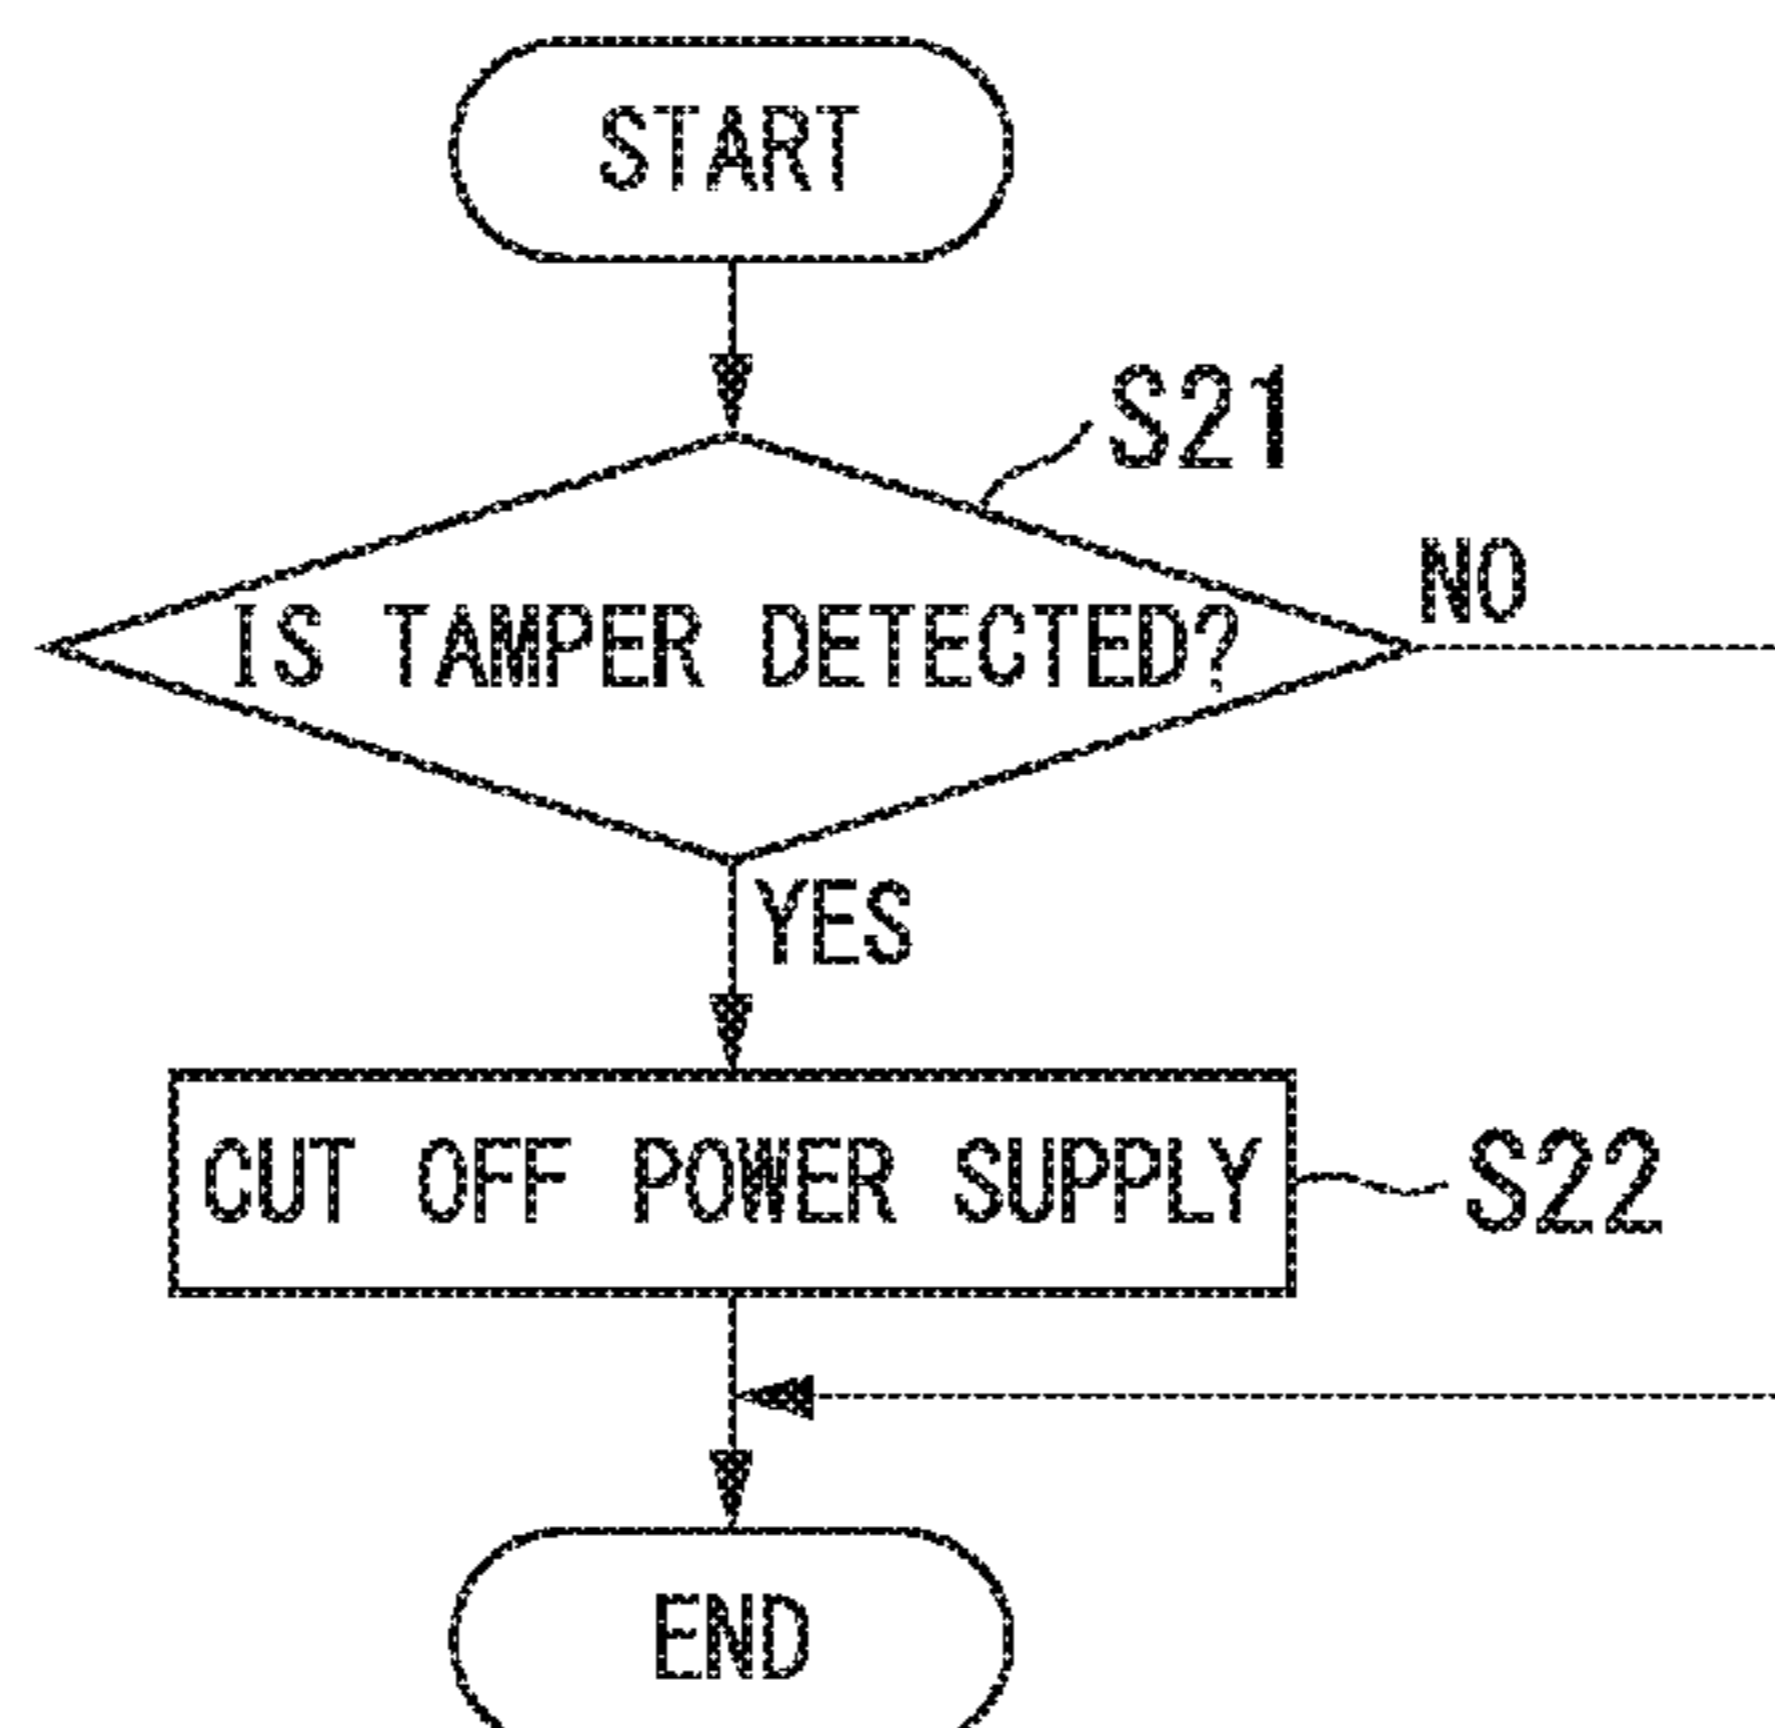 START
S21
NO
IS TAMPER DETECTED?
YES
CUT OFF POWER SUPPLY
S22
END